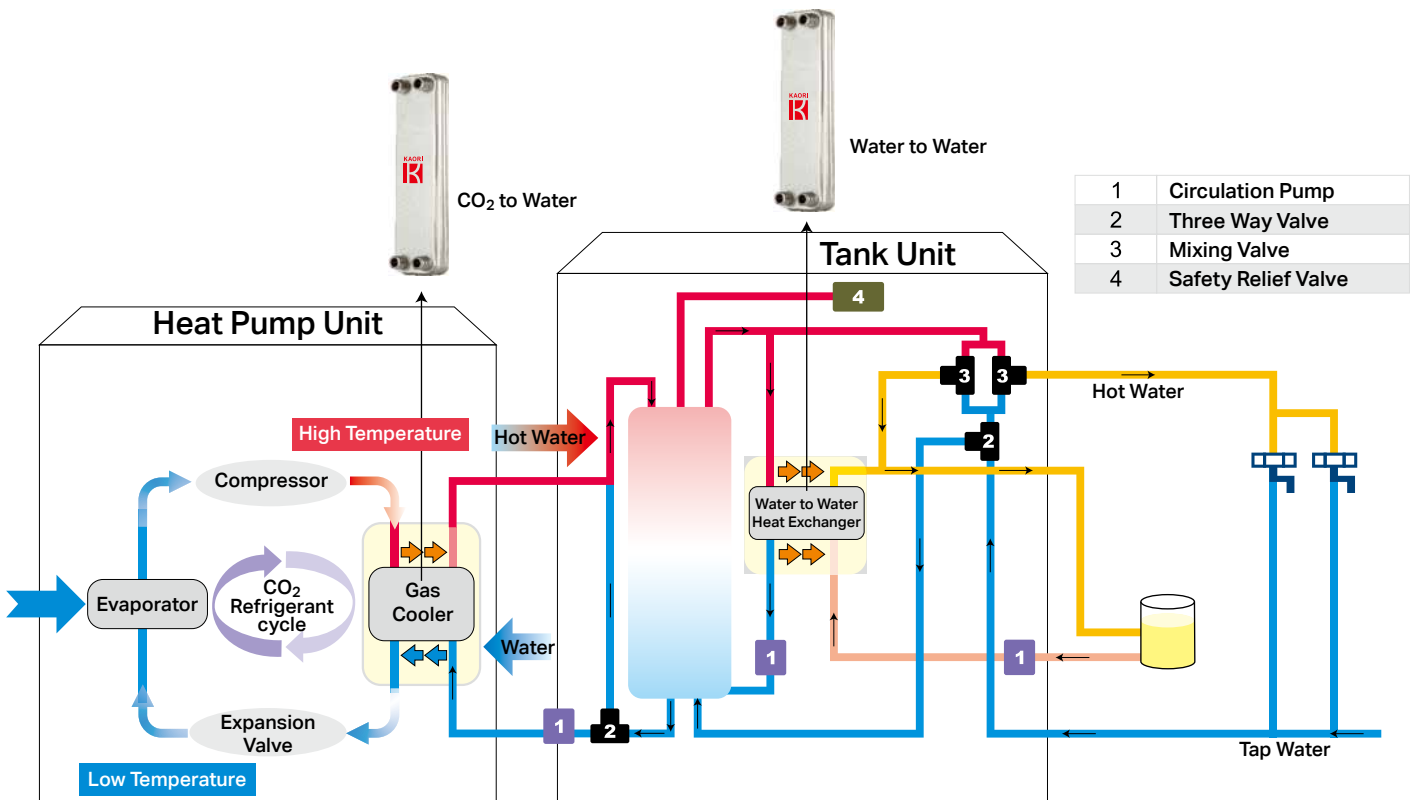 KAORI
K
CO₂ to Water
KAORI
K
Water to Water
1 Circulation Pump
2 Three Way Valve
3 Mixing Valve
4 Safety Relief Valve
Heat Pump Unit
Tank Unit
4
3
3
Hot Water
High Temperature
Hot Water
2
Compressor
Water to Water
Heat Exchanger
Evaporator
CO₂
Refrigerant
cycle
Gas
Cooler
Water
1
1
Expansion
Valve
1
2
Tap Water
Low Temperature